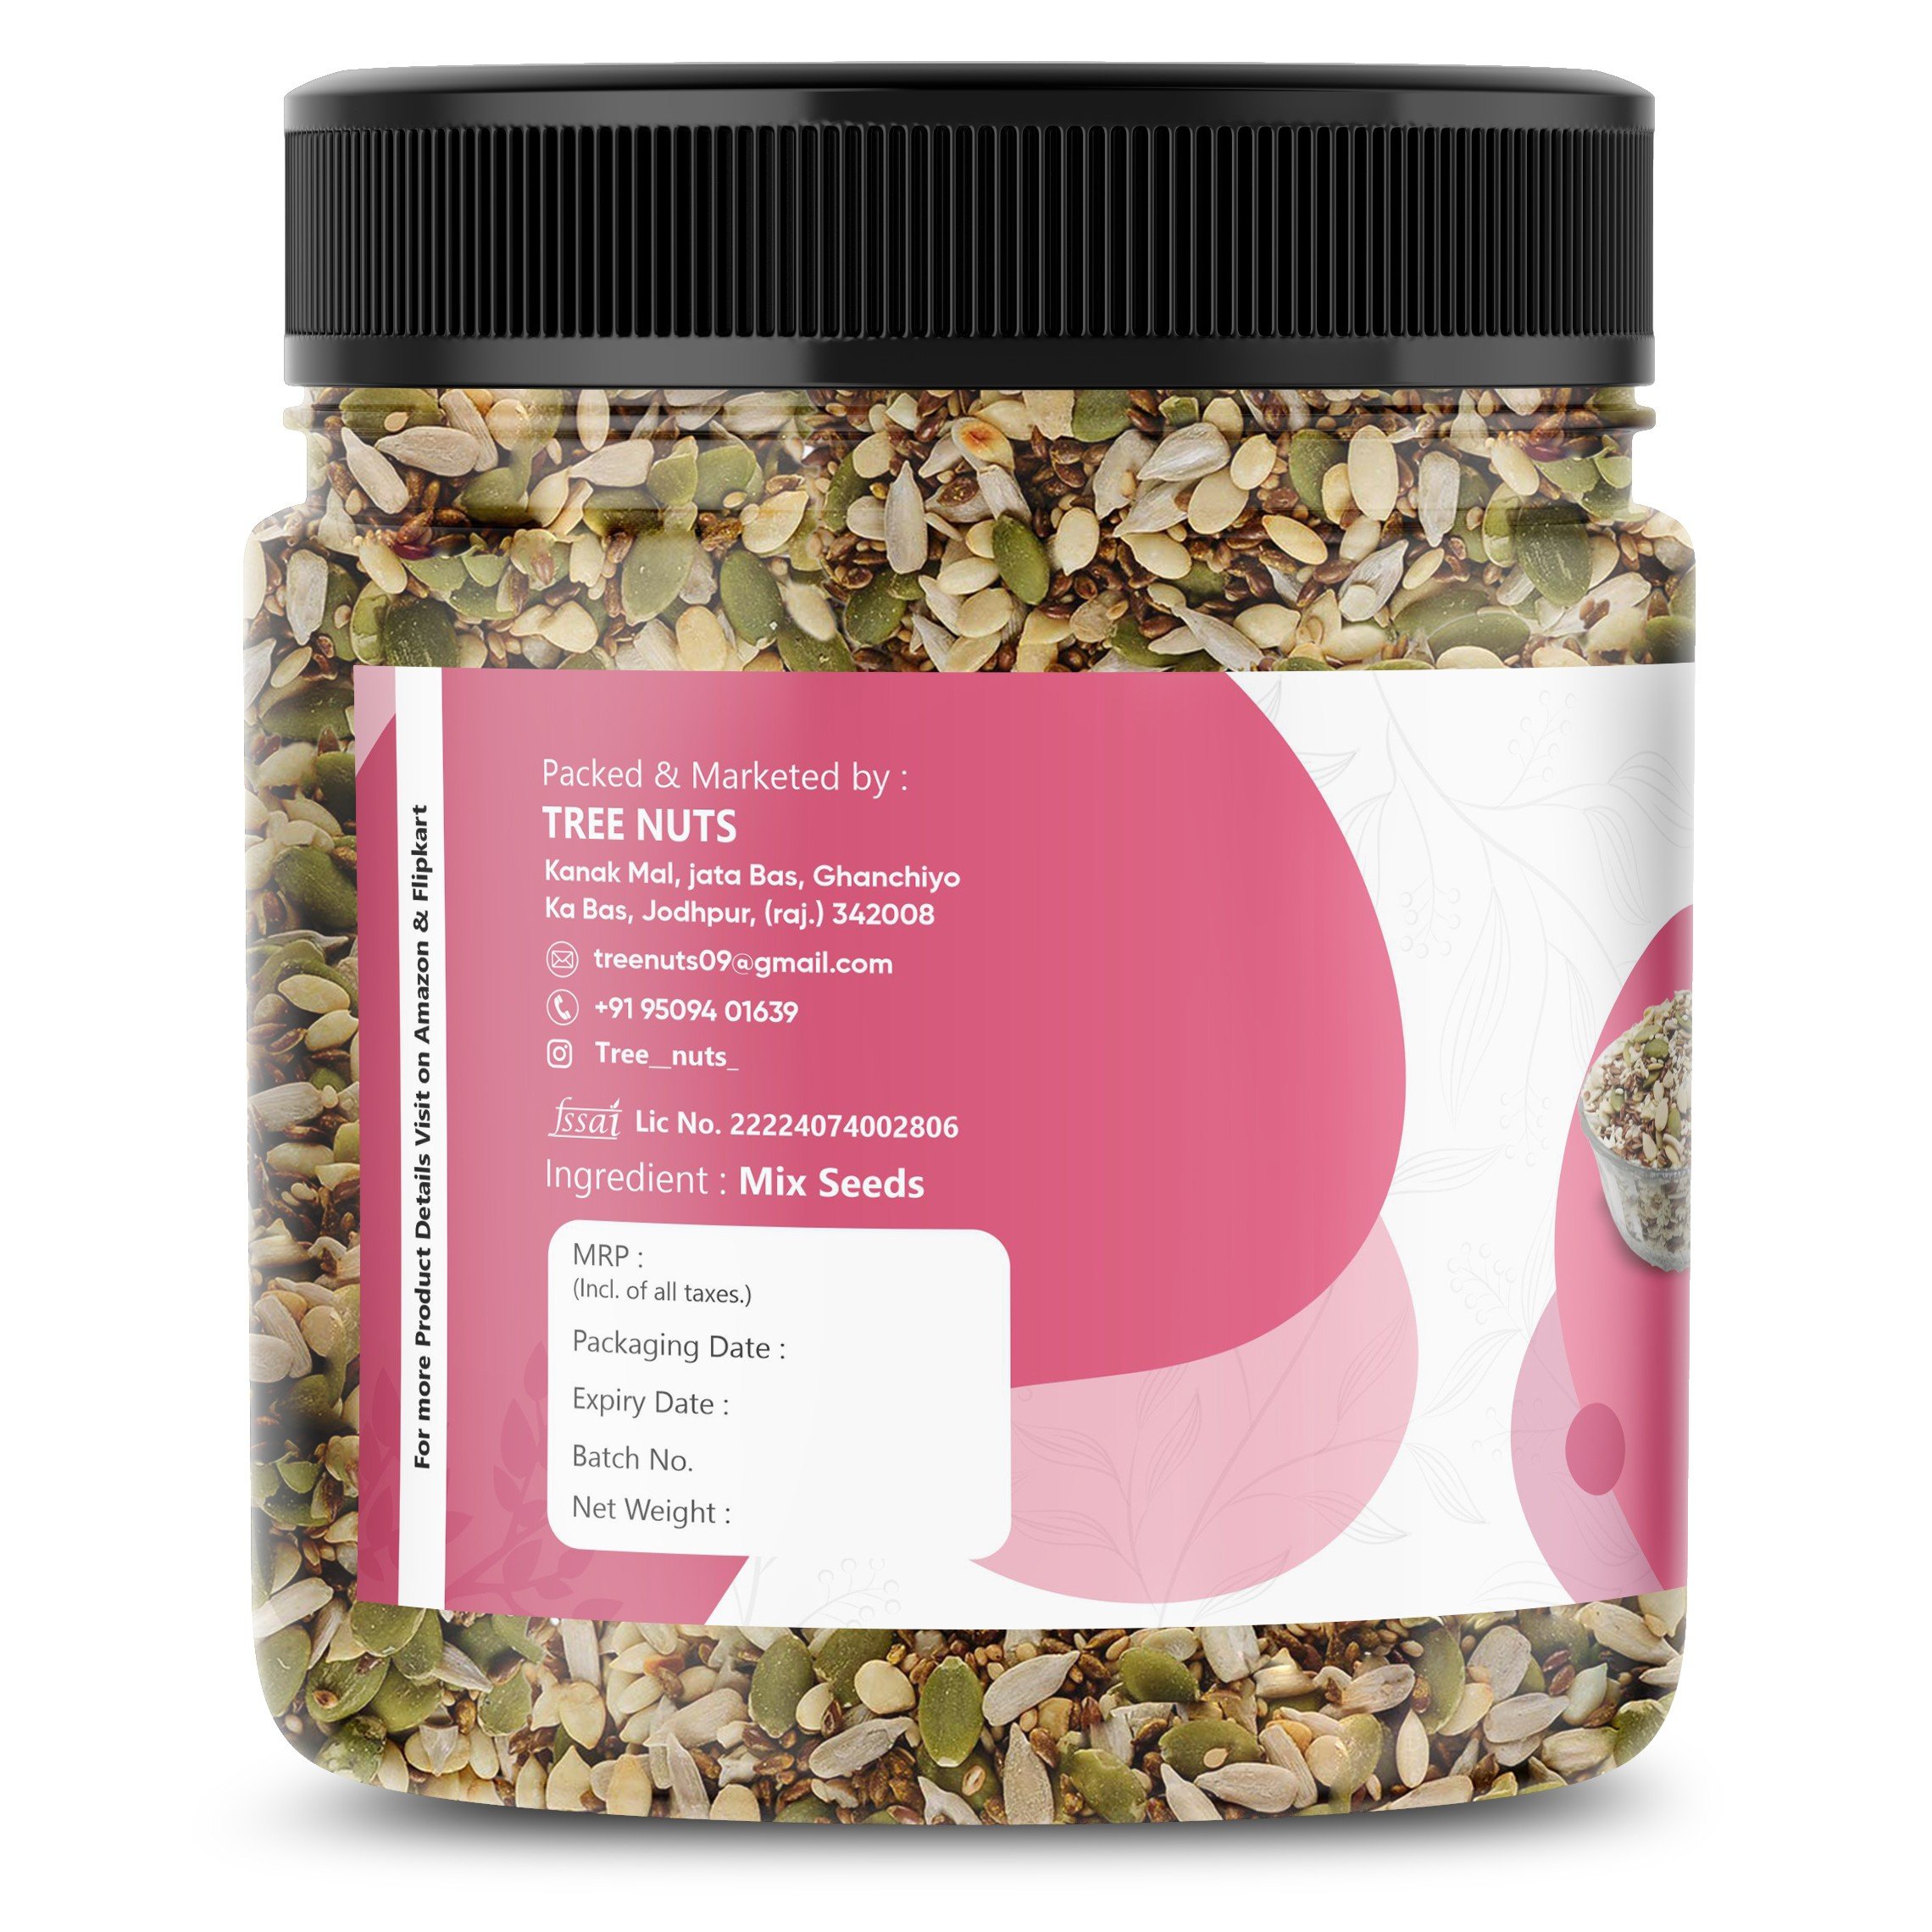 Packed & Marketed by :
TREE NUTS
Kanak Mal, jata Bas, Ghanchiyo
Ka Bas, Jodhpur, (raj.) 342008
treenuts09@gmail.com
+91 95094 01639
Tree__nuts_
fssai Lic No. 22224074002806
Ingredient : Mix Seeds
MRP :
(Incl. of all taxes.)
Packaging Date :
Expiry Date :
Batch No.
Net Weight :
For more Product Details Visit on Amazon & Flipkart